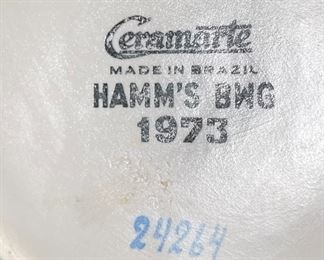 Ceramarte
MADE IN BRAZIL
HAMM'S BWG
1973
24264